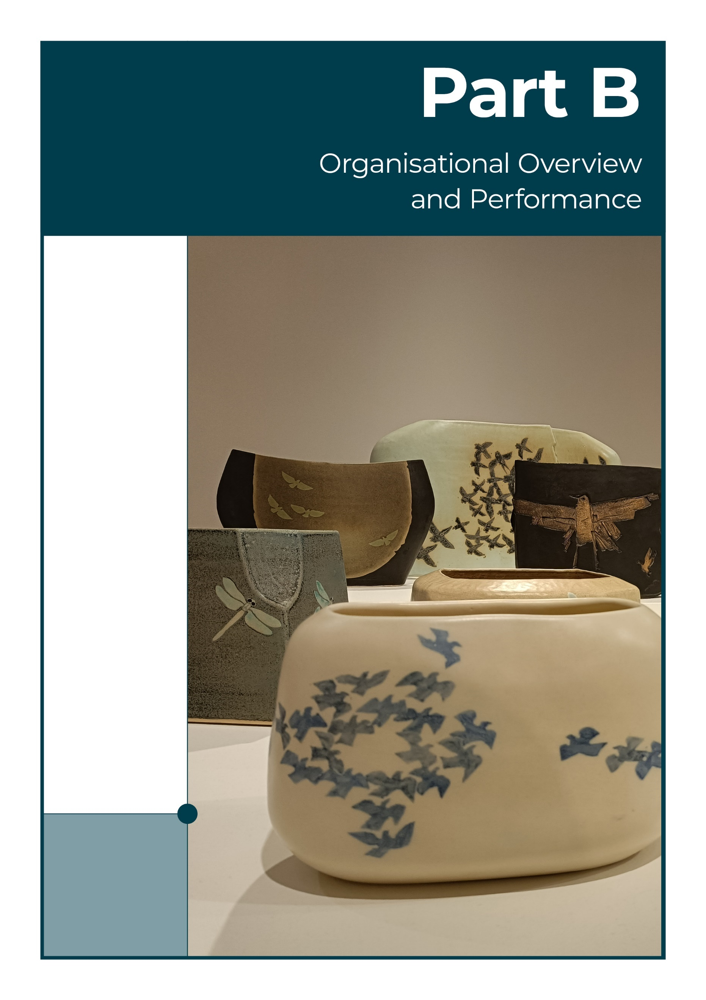 Part B
Organisational Overview
and Performance